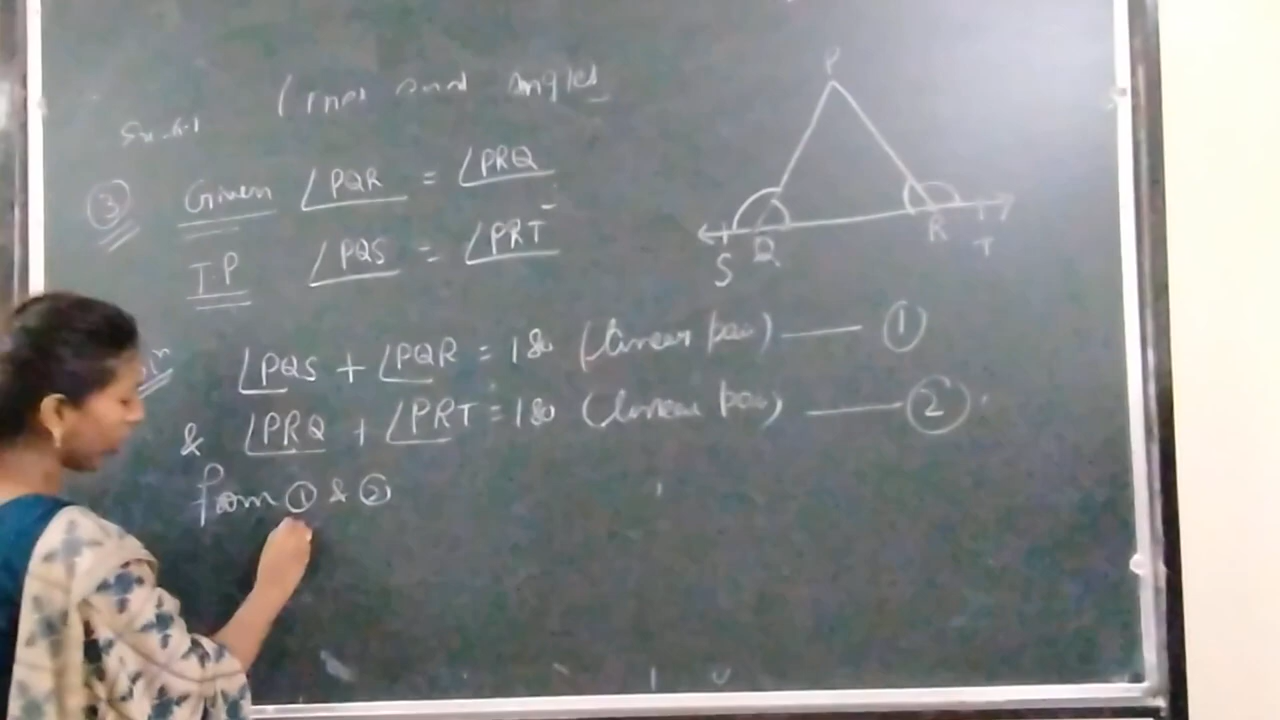 Lines and angles
Ex-6.1
③ Given ∠PQR = ∠PRQ
T.P ∠PQS = ∠PRT
∠PQS + ∠PQR = 180 (linear pair) —— ①
& ∠PRQ + ∠PRT = 180 (linear pair) —— ②
from ① & ②
P
S Q R T